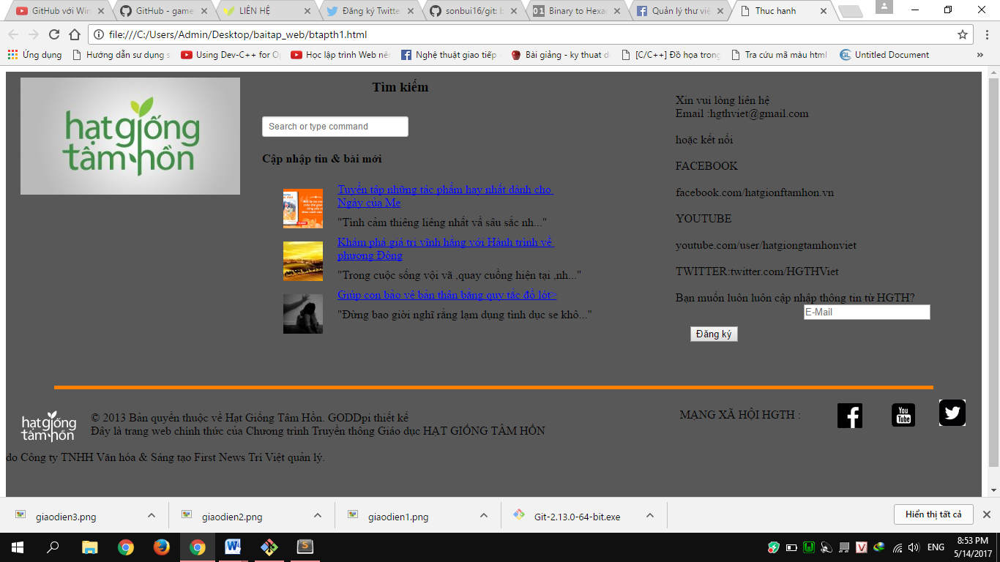 GitHub với Win
GitHub - game
LIÊN HỆ
Đăng ký Twitte
sonbui16/git: b
Binary to Hexa
Quản lý thư việ
Thuc hanh
file:///C:/Users/Admin/Desktop/baitap_web/btapth1.html
Ứng dụng
Hướng dẫn sư dụng s
Using Dev-C++ for Op
Học lập trình Web nê
Nghệ thuật giao tiếp -
Bài giảng - ky thuat d
[C/C++] Đồ họa trong
Tra cứu mã màu html
Untitled Document
»
hạt giống
tâm hồn
Tìm kiếm
Search or type command
Cập nhập tin & bài mới
Tuyển tập những tác phẩm hay nhất dành cho
Ngày của Mẹ
"Tình cảm thiêng liêng nhất và sâu sắc nh..."
Khám phá giá trị vĩnh hằng với Hành trình về
phương Đông
"Trong cuộc sống vội vã ,quay cuồng hiện tại ,nh..."
Giúp con bảo vệ bản thân bằng quy tắc đồ lót>
"Đừng bao giời nghĩ rằng lạm dụng tình dục se khô..."
Xin vui lòng liên hệ
Email :hgthviet@gmail.com
hoặc kết nối
FACEBOOK
facebook.com/hatgionftamhon.vn
YOUTUBE
youtube.com/user/hatgiongtamhonviet
TWITTER:twitter.com/HGTHViet
Bạn muốn luôn luôn cập nhập thông tin từ HGTH?
E-Mail
Đăng ký
hạt giống
tâm hồn
© 2013 Bản quyền thuộc về Hạt Giống Tâm Hồn. GODDpi thiết kế
Đây là trang web chính thức của Chương trình Truyền thông Giáo dục HẠT GIỐNG TÂM HỒN
do Công ty TNHH Văn hóa & Sáng tạo First News Trí Việt quản lý.
MẠNG XÃ HỘI HGTH :
You
Tube
giaodien3.png
giaodien2.png
giaodien1.png
Git-2.13.0-64-bit.exe
Hiển thị tất cả
ENG
8:53 PM
5/14/2017